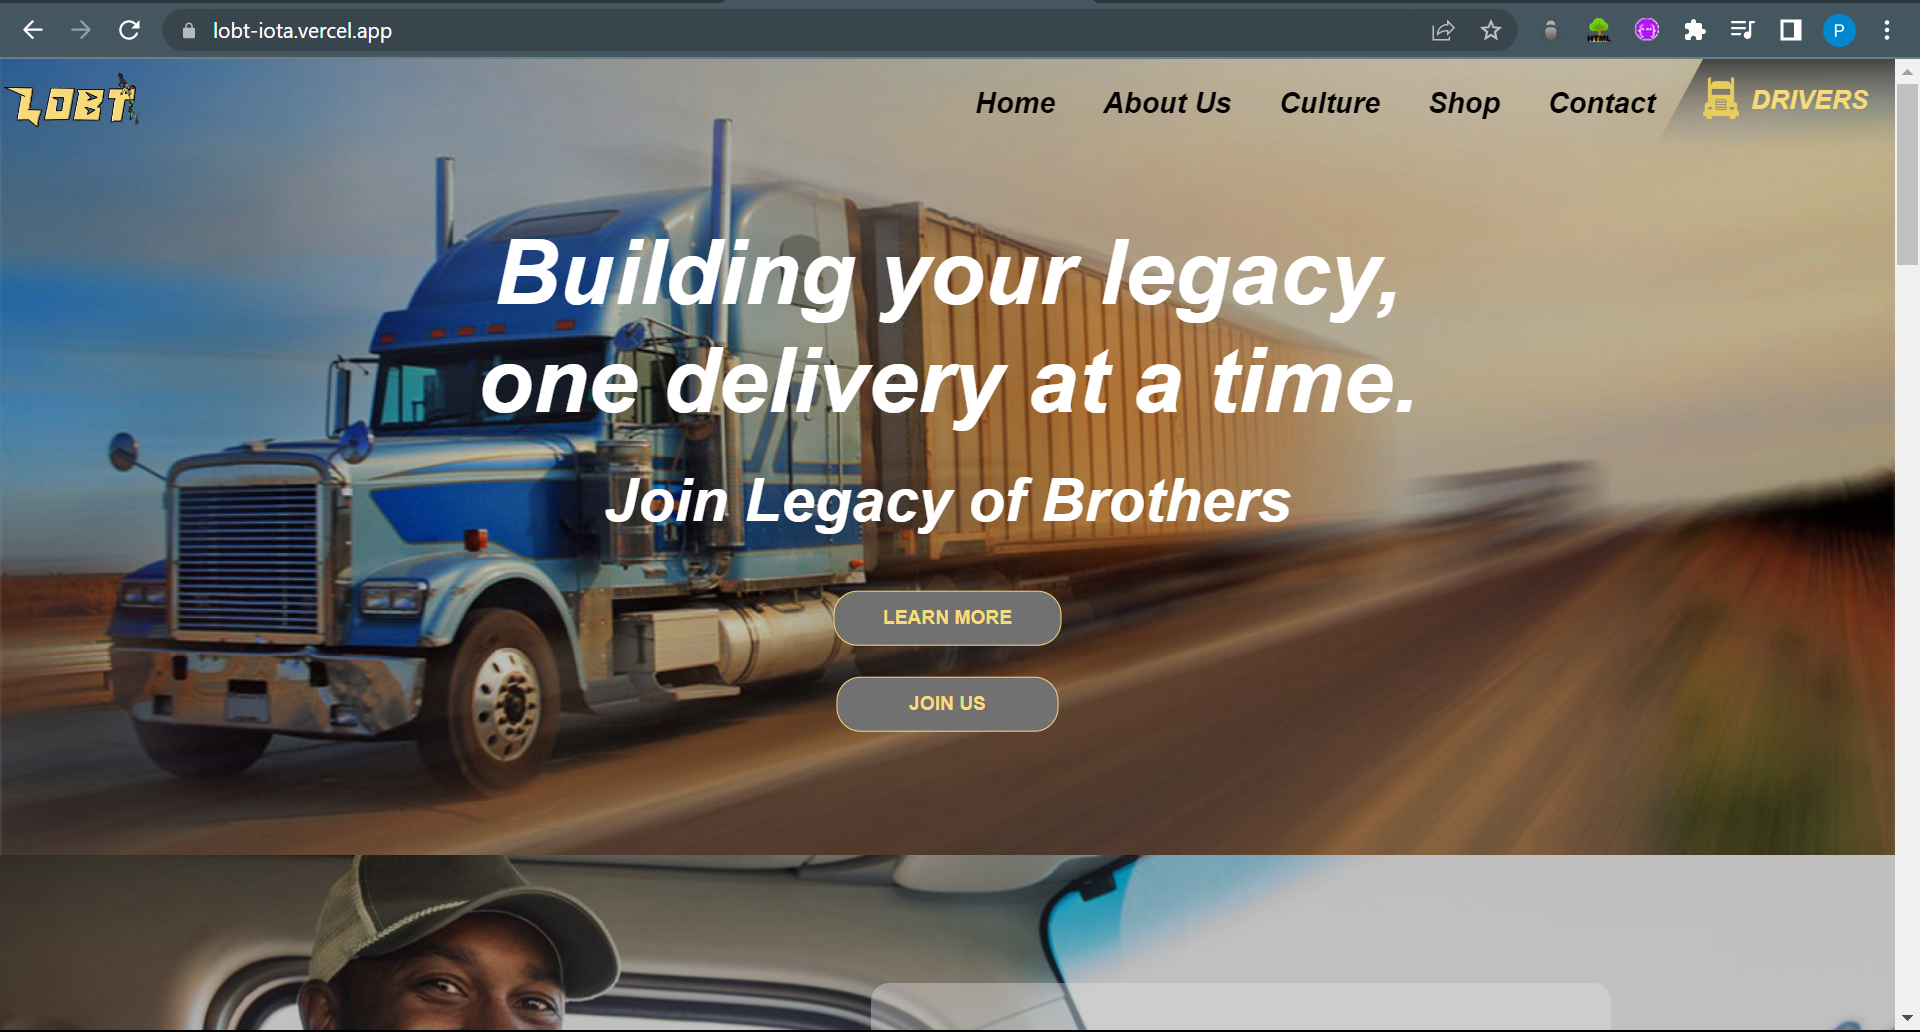 lobt-iota.vercel.app
HTML
P
LOBT
Home
About Us
Culture
Shop
Contact
DRIVERS
Building your legacy,
one delivery at a time.
Join Legacy of Brothers
LEARN MORE
JOIN US